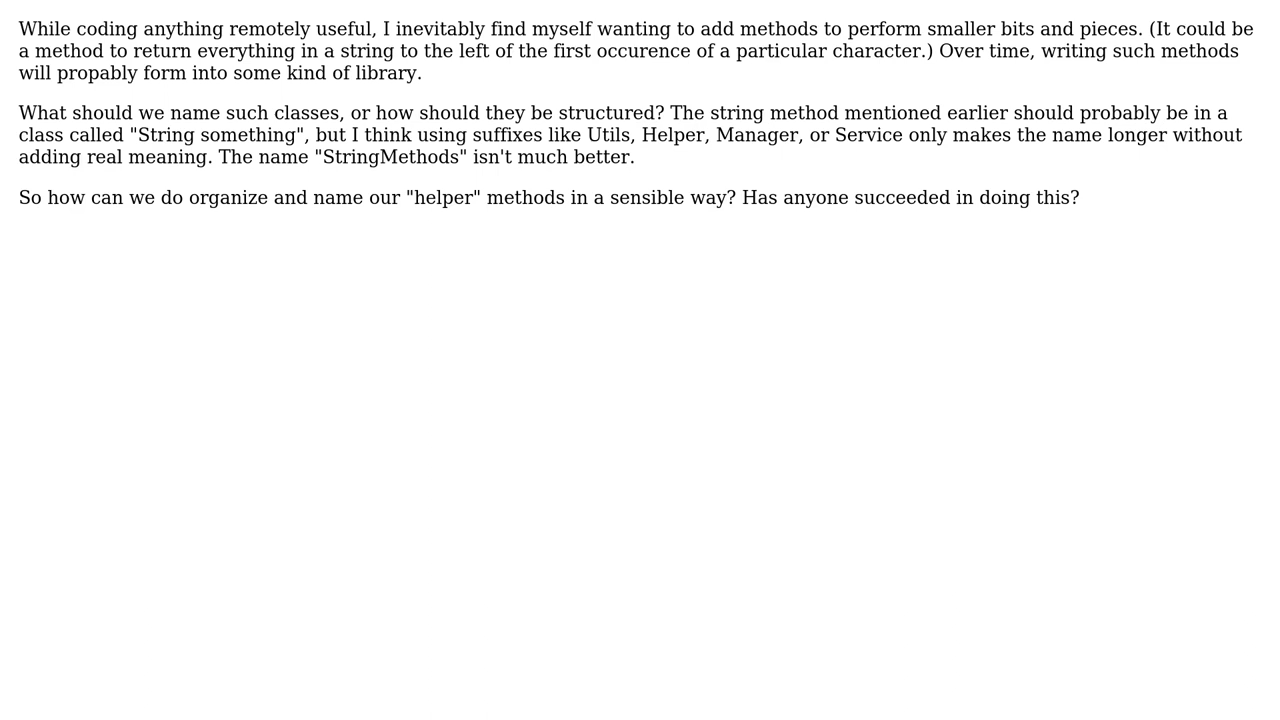 While coding anything remotely useful, I inevitably find myself wanting to add methods to perform smaller bits and pieces. (It could be
a method to return everything in a string to the left of the first occurence of a particular character.) Over time, writing such methods
will propably form into some kind of library.
What should we name such classes, or how should they be structured? The string method mentioned earlier should probably be in a
class called "String something", but I think using suffixes like Utils, Helper, Manager, or Service only makes the name longer without
adding real meaning. The name "StringMethods" isn't much better.
So how can we do organize and name our "helper" methods in a sensible way? Has anyone succeeded in doing this?